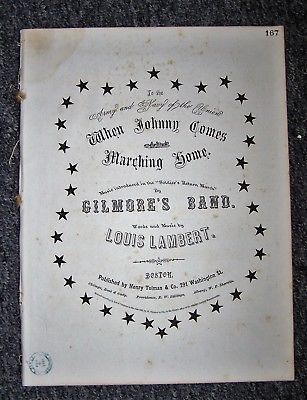 167
To the
Army and Navy of the Union
When Johnny Comes
Marching Home.
Music introduced in the "Soldier's Return March"
By
GILMORE'S BAND.
Words and Music by
LOUIS LAMBERT.
BOSTON,
Published by Henry Tolman & Co. 291 Washington St.